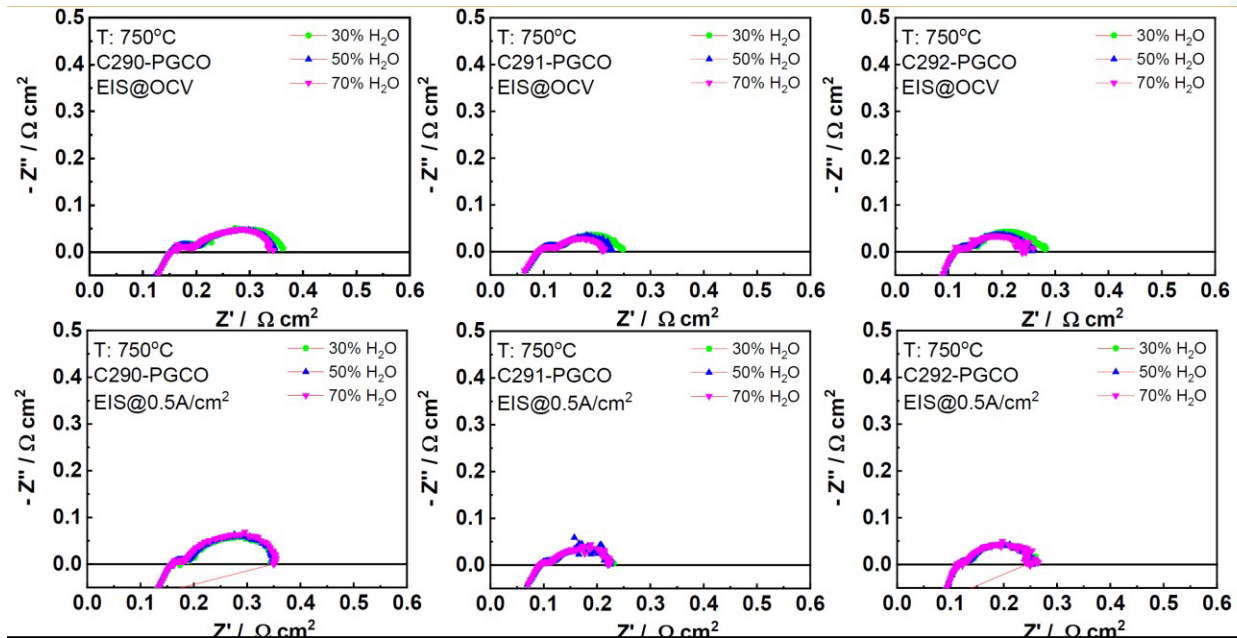 0.5
0.4
0.3
0.2
0.1
0.0
- Z" / Ω cm²
T: 750°C
C290-PGCO
EIS@OCV
30% H₂O
50% H₂O
70% H₂O
0.0 0.1 0.2 0.3 0.4 0.5 0.6
Z' / Ω cm²
0.5
0.4
0.3
0.2
0.1
0.0
- Z" / Ω cm²
T: 750°C
C291-PGCO
EIS@OCV
30% H₂O
50% H₂O
70% H₂O
0.0 0.1 0.2 0.3 0.4 0.5 0.6
Z' / Ω cm²
0.5
0.4
0.3
0.2
0.1
0.0
- Z" / Ω cm²
T: 750°C
C292-PGCO
EIS@OCV
30% H₂O
50% H₂O
70% H₂O
0.0 0.1 0.2 0.3 0.4 0.5 0.6
Z' / Ω cm²
0.5
0.4
0.3
0.2
0.1
0.0
- Z" / Ω cm²
T: 750°C
C290-PGCO
EIS@0.5A/cm²
30% H₂O
50% H₂O
70% H₂O
0.0 0.1 0.2 0.3 0.4 0.5 0.6
Z' / Ω cm²
0.5
0.4
0.3
0.2
0.1
0.0
- Z" / Ω cm²
T: 750°C
C291-PGCO
EIS@0.5A/cm²
30% H₂O
50% H₂O
70% H₂O
0.0 0.1 0.2 0.3 0.4 0.5 0.6
Z' / Ω cm²
0.5
0.4
0.3
0.2
0.1
0.0
- Z" / Ω cm²
T: 750°C
C292-PGCO
EIS@0.5A/cm²
30% H₂O
50% H₂O
70% H₂O
0.0 0.1 0.2 0.3 0.4 0.5 0.6
Z' / Ω cm²